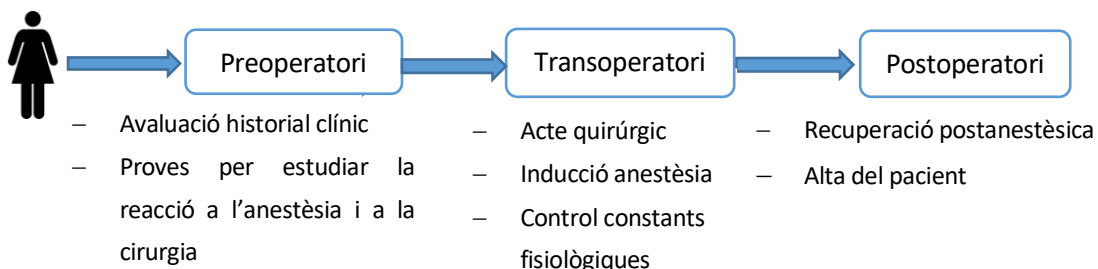 Preoperatori
Transoperatori
Postoperatori
– Avaluació historial clínic
– Proves per estudiar la
reacció a l'anestèsia i a la
cirurgia
– Acte quirúrgic
– Inducció anestèsia
– Control constants
fisiològiques
– Recuperació postanestèsica
– Alta del pacient